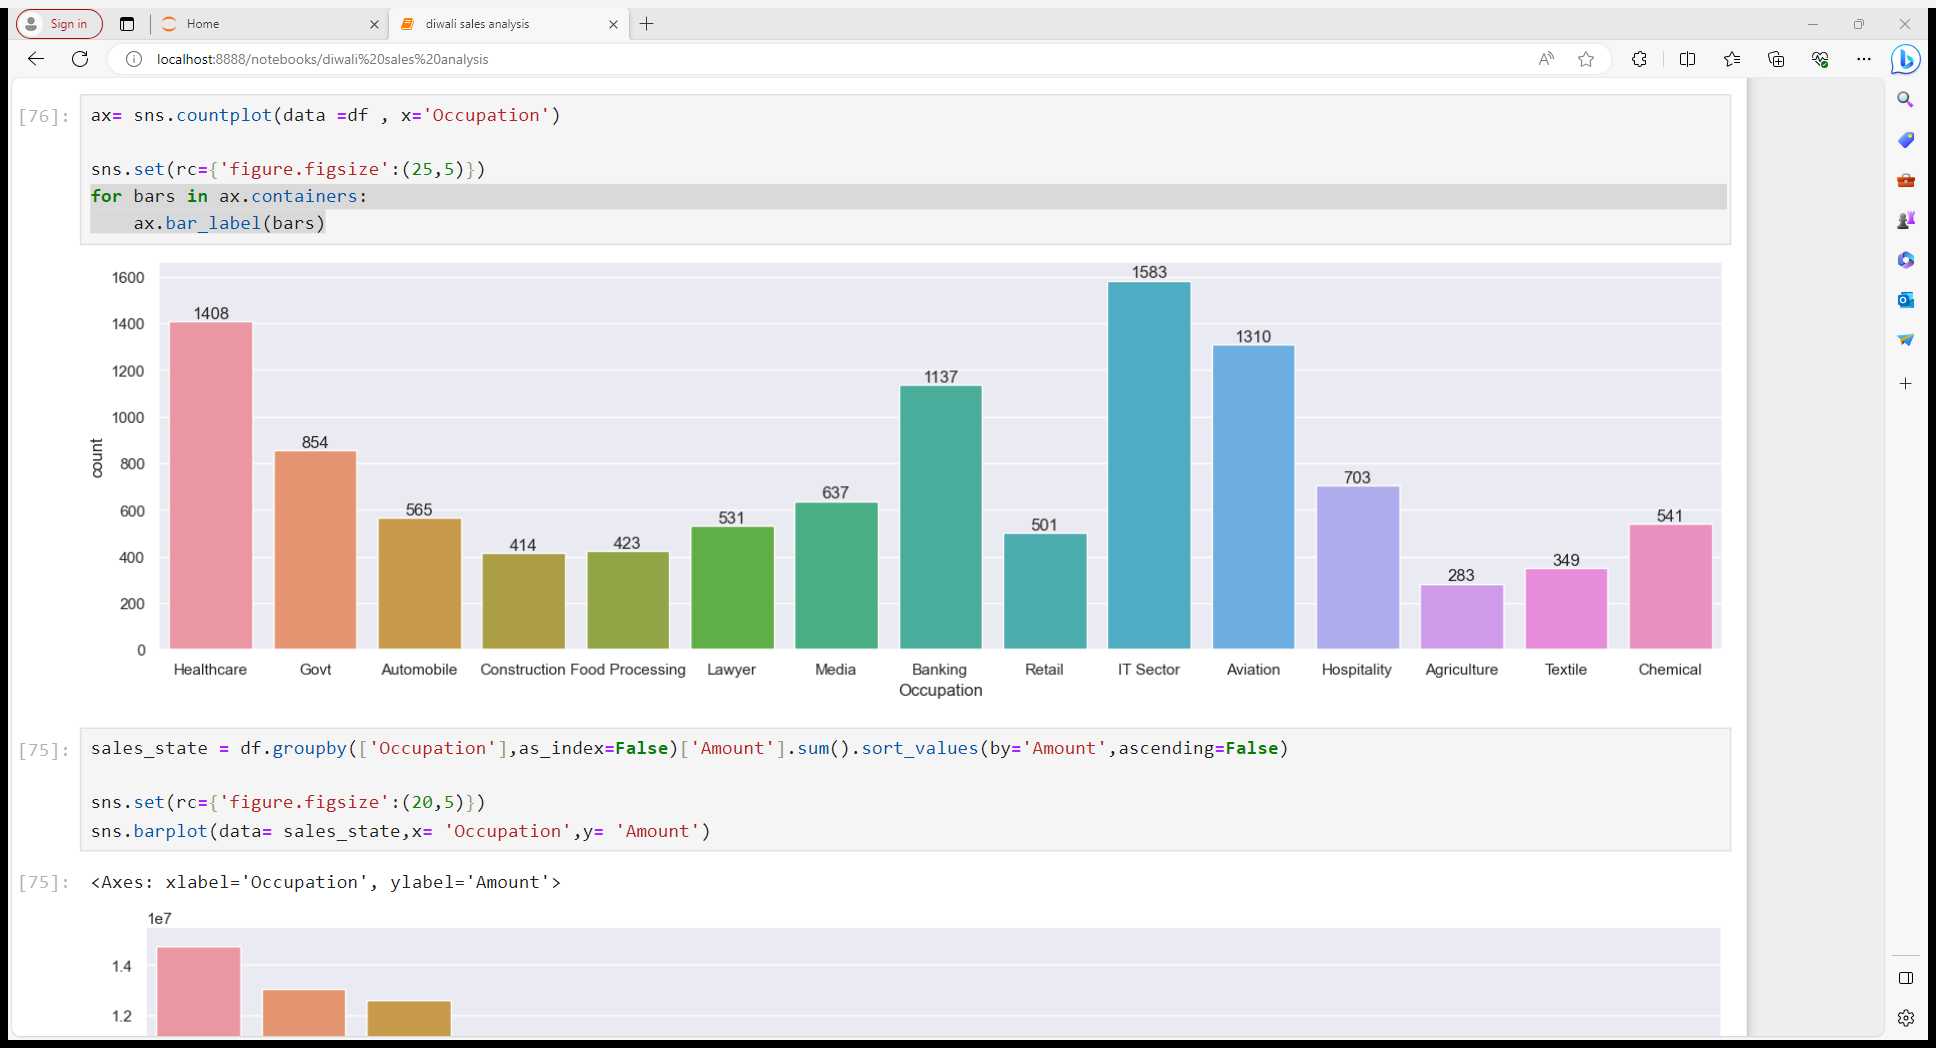 Sign in
Home
diwali sales analysis
localhost:8888/notebooks/diwali%20sales%20analysis
[76]:
ax= sns.countplot(data =df , x='Occupation')
sns.set(rc={'figure.figsize':(25,5)})
for bars in ax.containers:
    ax.bar_label(bars)
1600
1400
1200
1000
800
600
400
200
0
count
1408
854
565
414
423
531
637
1137
501
1583
1310
703
283
349
541
Healthcare Govt Automobile Construction Food Processing Lawyer Media Banking Retail IT Sector Aviation Hospitality Agriculture Textile Chemical
Occupation
[75]:
sales_state = df.groupby(['Occupation'],as_index=False)['Amount'].sum().sort_values(by='Amount',ascending=False)
sns.set(rc={'figure.figsize':(20,5)})
sns.barplot(data= sales_state,x= 'Occupation',y= 'Amount')
[75]:
<Axes: xlabel='Occupation', ylabel='Amount'>
1e7
1.4
1.2